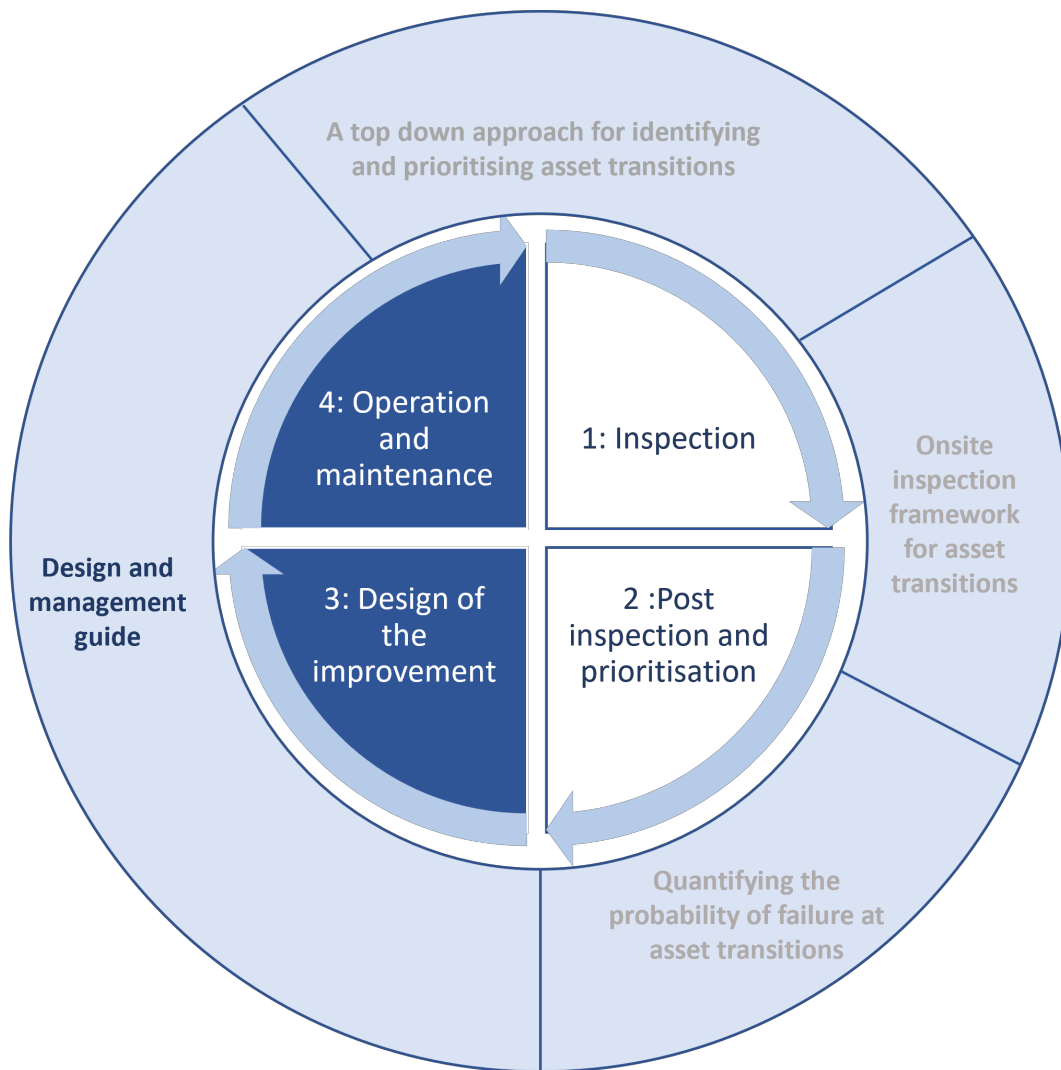 A top down approach for identifying
and prioritising asset transitions
4: Operation
and
maintenance
1: Inspection
Onsite
inspection
framework
for asset
transitions
Design and
management
guide
3: Design of
the
improvement
2 :Post
inspection and
prioritisation
Quantifying the
probability of failure at
asset transitions